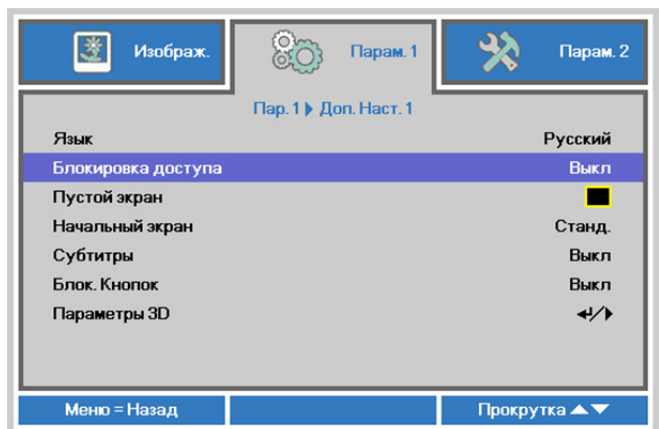 Изображ. Парам. 1 Парам. 2
Пар. 1 Доп. Наст. 1
Язык Русский
Блокировка доступа Выкл
Пустой экран
Начальный экран Станд.
Субтитры Выкл
Блок. Кнопок Выкл
Параметры 3D
Меню = Назад Прокрутка